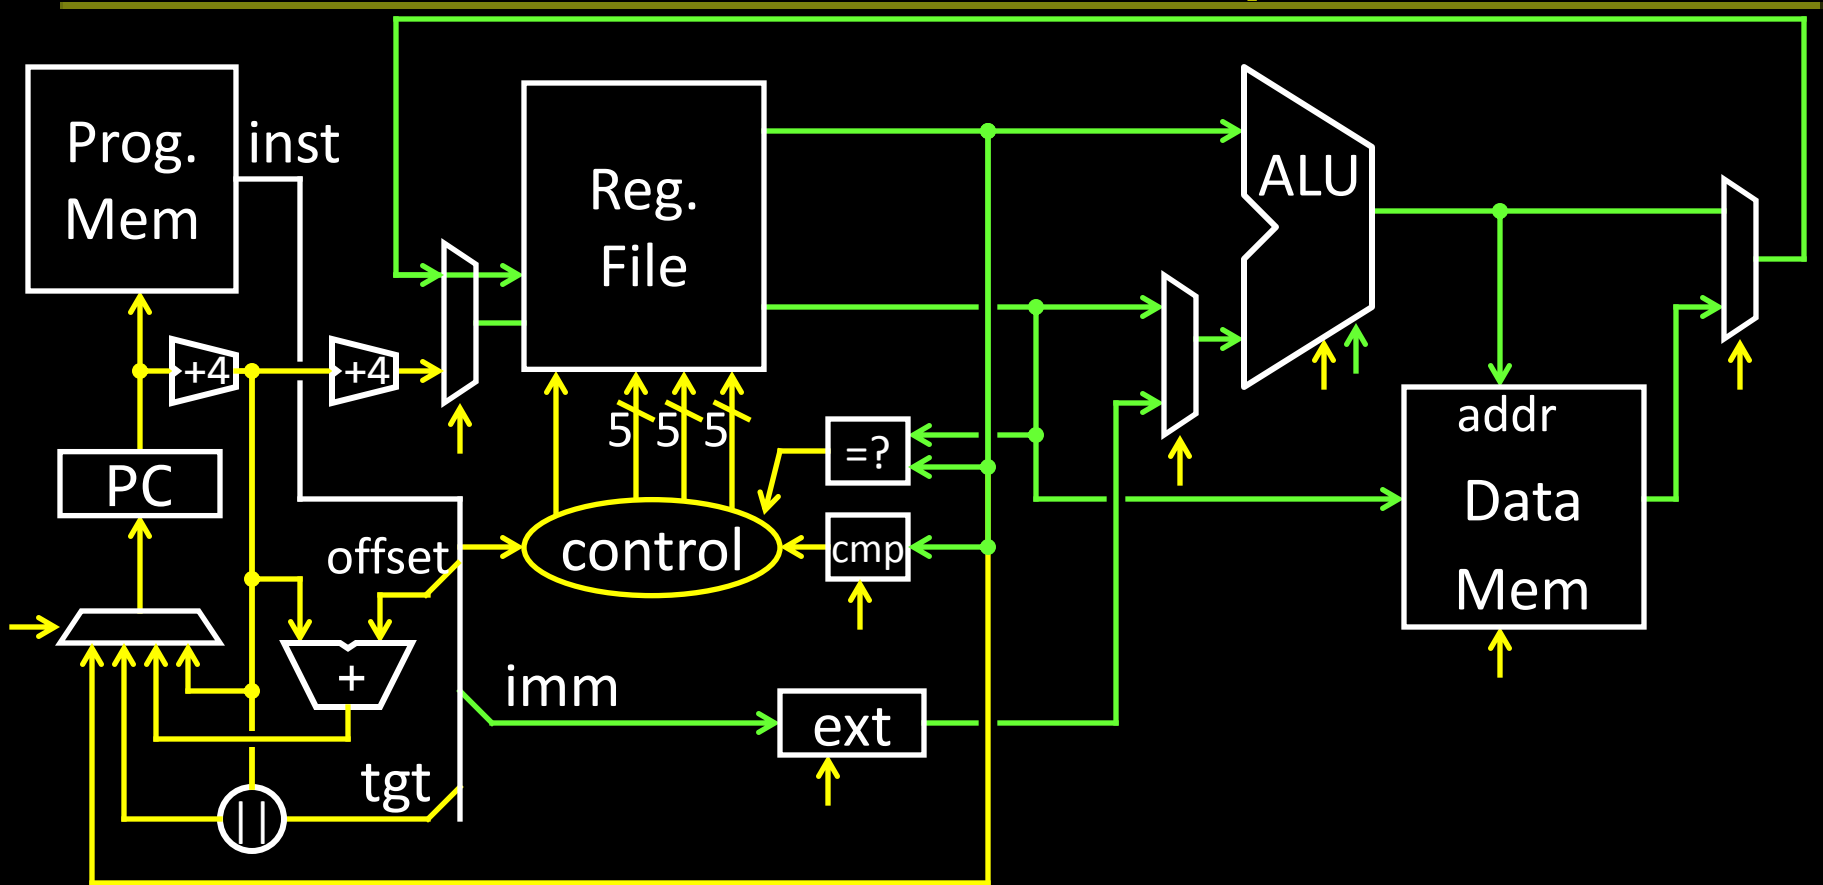 Prog.
Mem
inst
Reg.
File
ALU
+4
+4
5 5 5
=?
addr
Data
Mem
PC
offset
control
cmp
+
imm
ext
tgt
||